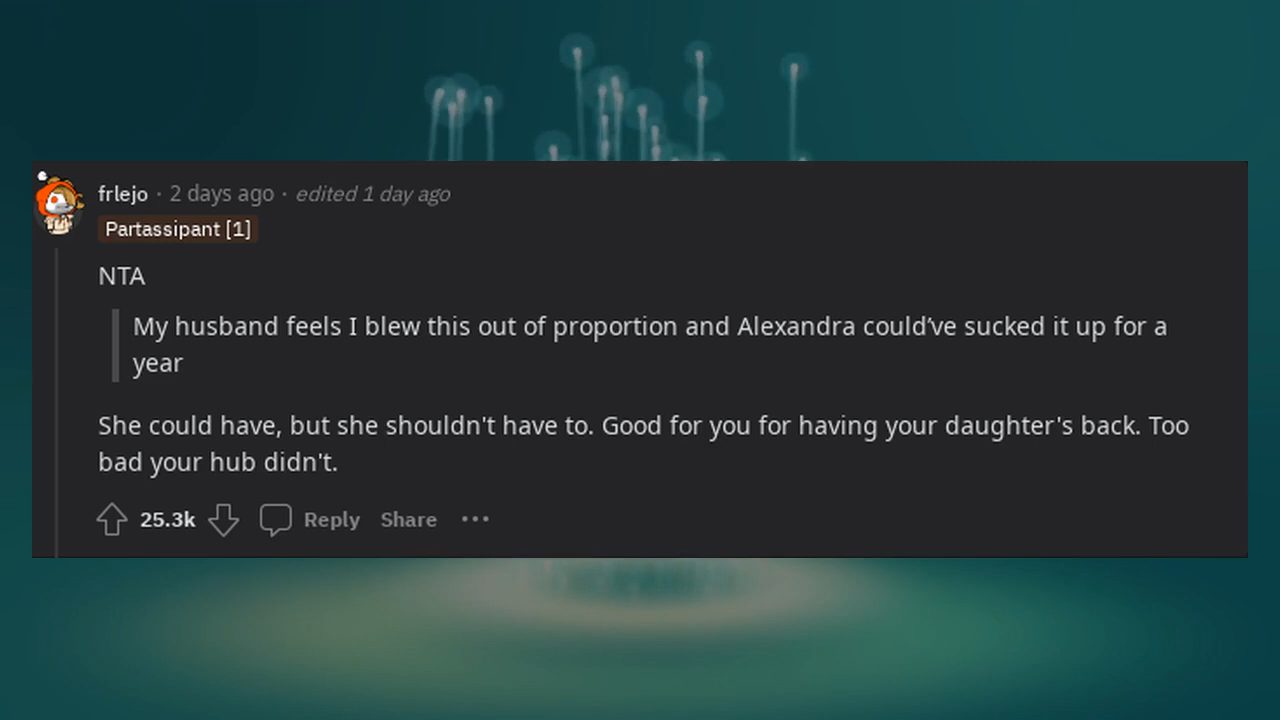 frlejo · 2 days ago · edited 1 day ago
Partassipant [1]
NTA
My husband feels I blew this out of proportion and Alexandra could’ve sucked it up for a
year
She could have, but she shouldn't have to. Good for you for having your daughter's back. Too
bad your hub didn't.
25.3k Reply Share ···